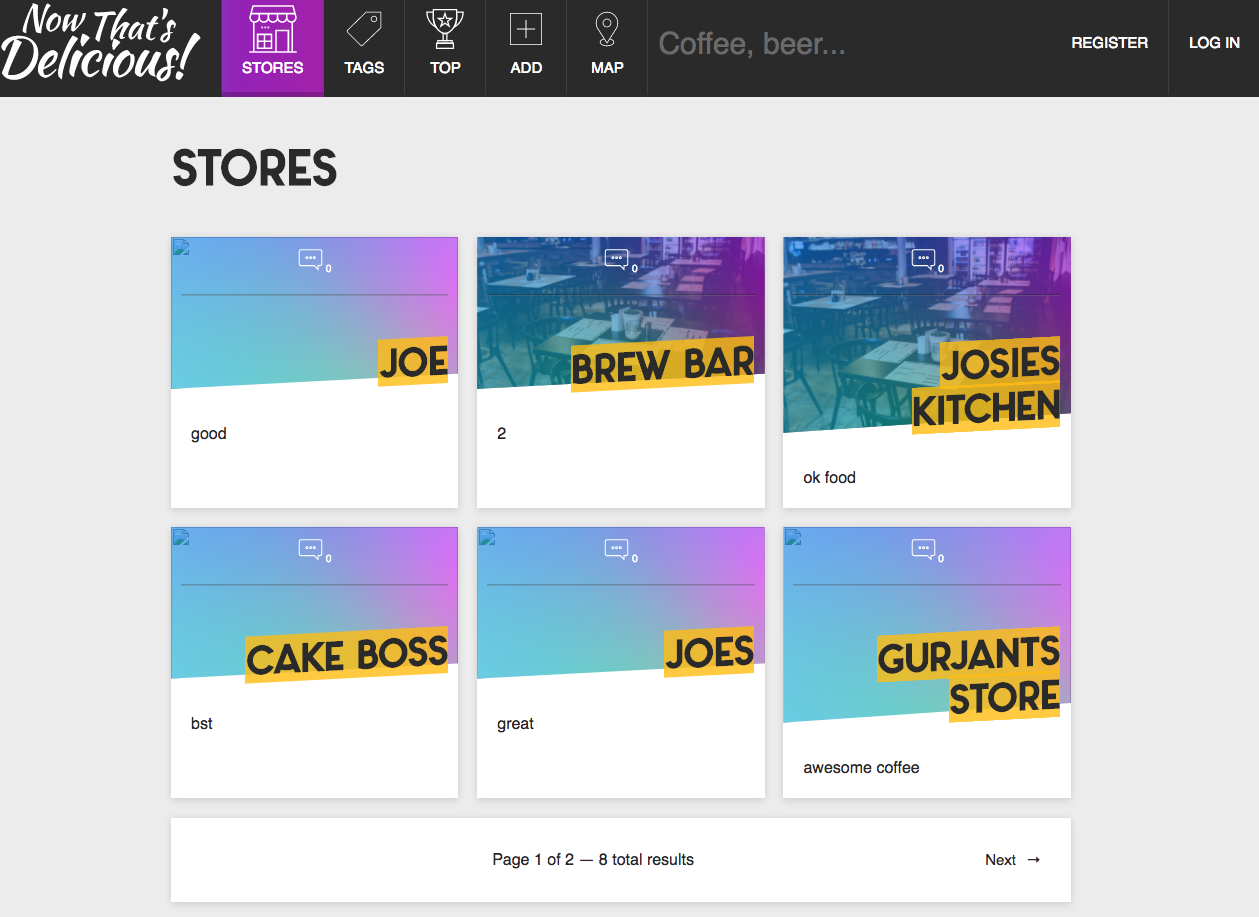 Now That's
Delicious!
STORES
TAGS
TOP
ADD
MAP
Coffee, beer...
REGISTER
LOG IN
STORES
0
JOE
good
0
BREW BAR
2
0
JOSIES
KITCHEN
ok food
0
CAKE BOSS
bst
0
JOES
great
0
GURJANTS
STORE
awesome coffee
Page 1 of 2 — 8 total results
Next →